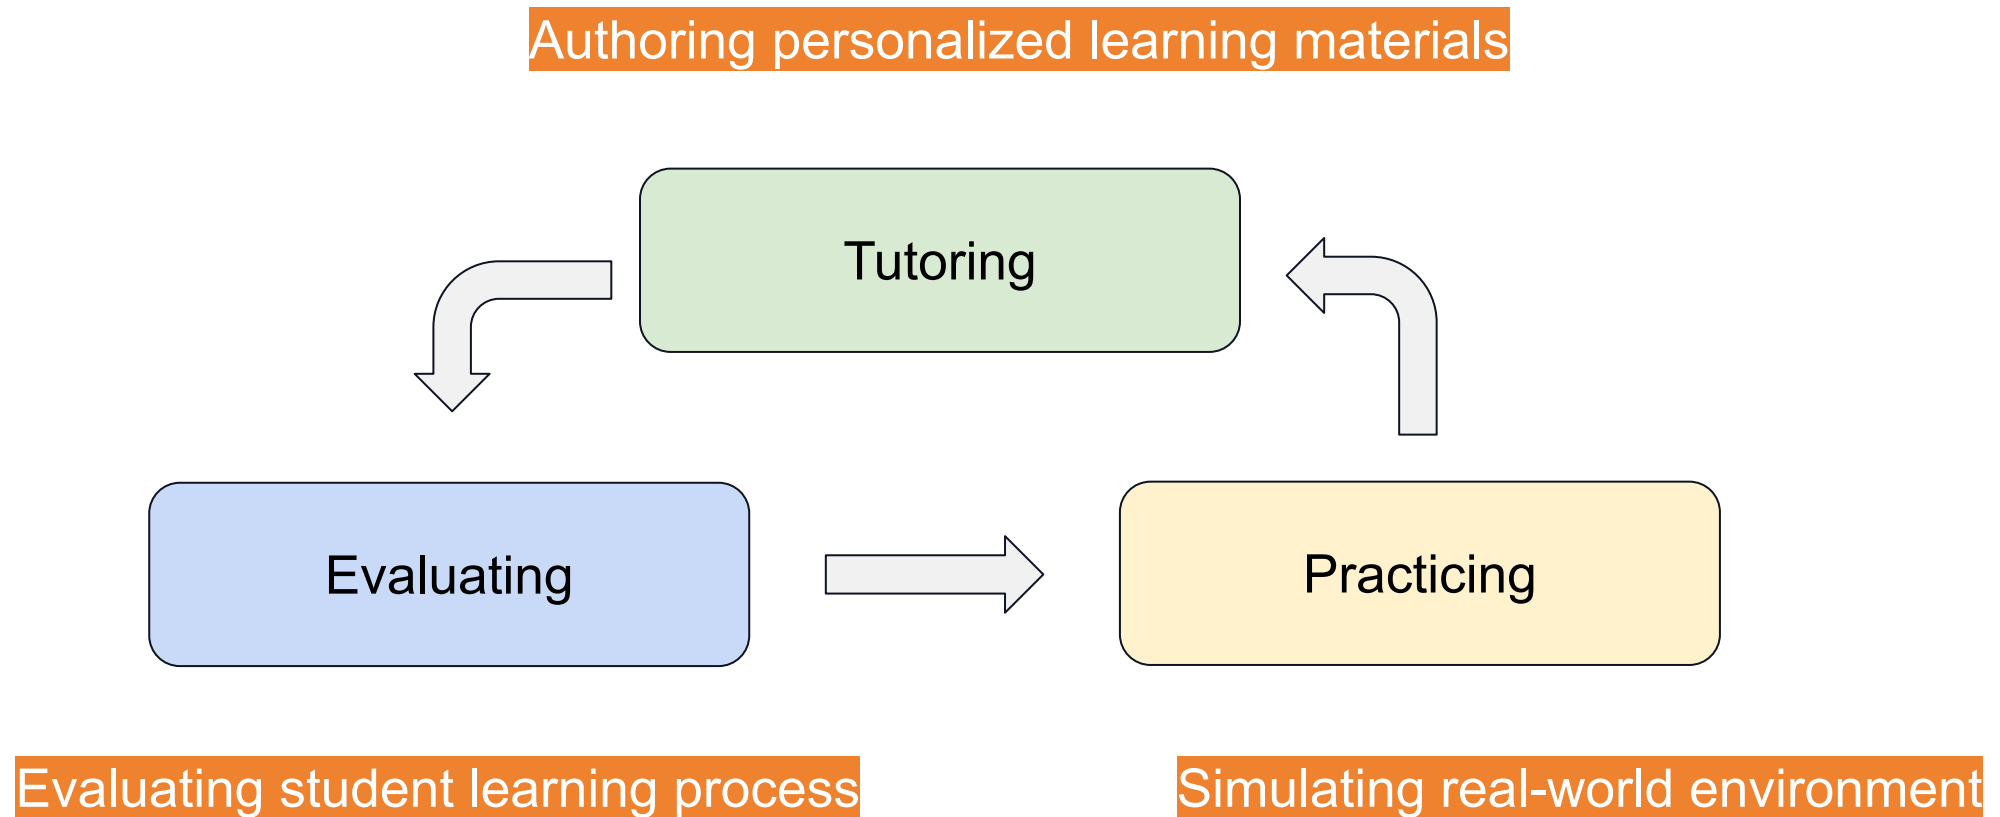 Authoring personalized learning materials
Tutoring
Evaluating
Practicing
Evaluating student learning process
Simulating real-world environment